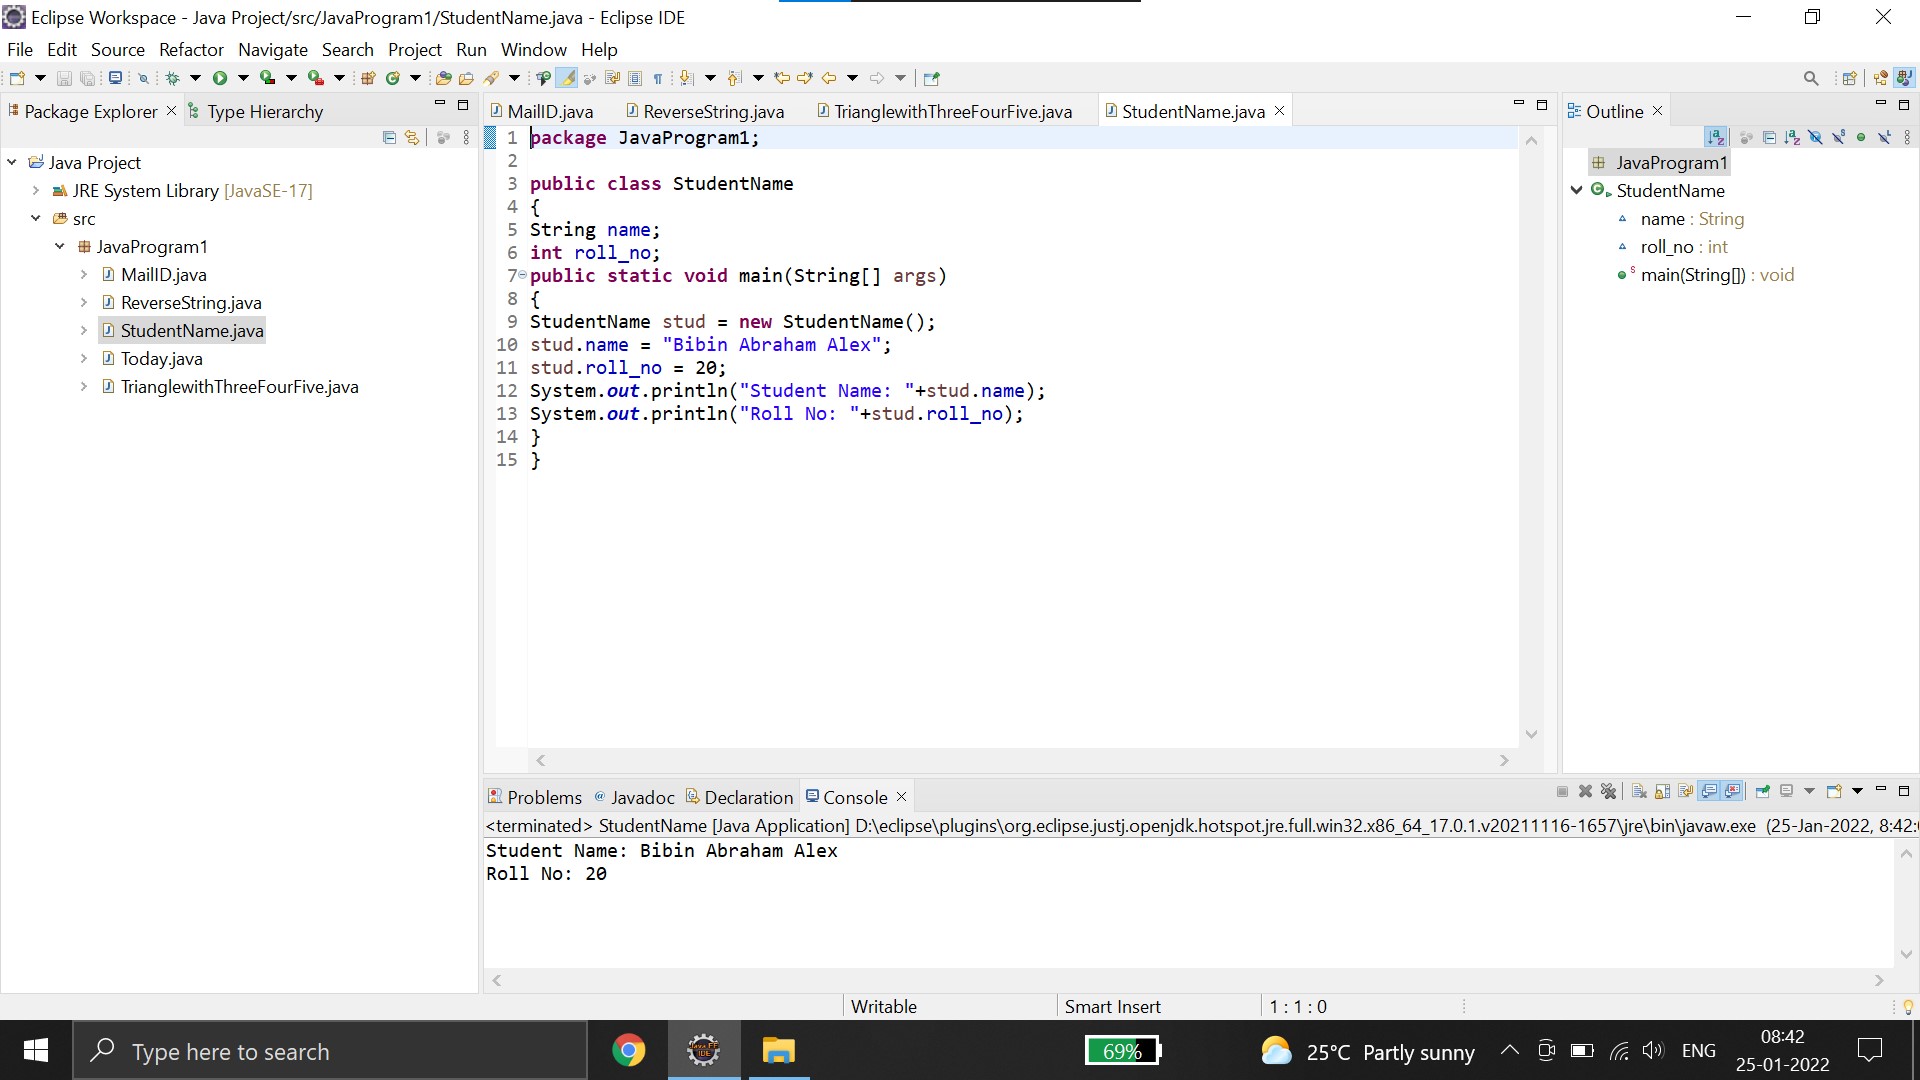 Eclipse Workspace - Java Project/src/JavaProgram1/StudentName.java - Eclipse IDE
File Edit Source Refactor Navigate Search Project Run Window Help
Package Explorer
Type Hierarchy
Java Project
JRE System Library [JavaSE-17]
src
JavaProgram1
MailID.java
ReverseString.java
StudentName.java
Today.java
TrianglewithThreeFourFive.java
MailID.java ReverseString.java TrianglewithThreeFourFive.java StudentName.java
1 package JavaProgram1;
2
3 public class StudentName
4 {
5 String name;
6 int roll_no;
7 public static void main(String[] args)
8 {
9 StudentName stud = new StudentName();
10 stud.name = "Bibin Abraham Alex";
11 stud.roll_no = 20;
12 System.out.println("Student Name: "+stud.name);
13 System.out.println("Roll No: "+stud.roll_no);
14 }
15 }
Outline
JavaProgram1
StudentName
name : String
roll_no : int
main(String[]) : void
Problems Javadoc Declaration Console
<terminated> StudentName [Java Application] D:\eclipse\plugins\org.eclipse.justj.openjdk.hotspot.jre.full.win32.x86_64_17.0.1.v20211116-1657\jre\bin\javaw.exe (25-Jan-2022, 8:42:
Student Name: Bibin Abraham Alex
Roll No: 20
Writable Smart Insert 1 : 1 : 0
Type here to search
69%
25°C Partly sunny
ENG
08:42
25-01-2022